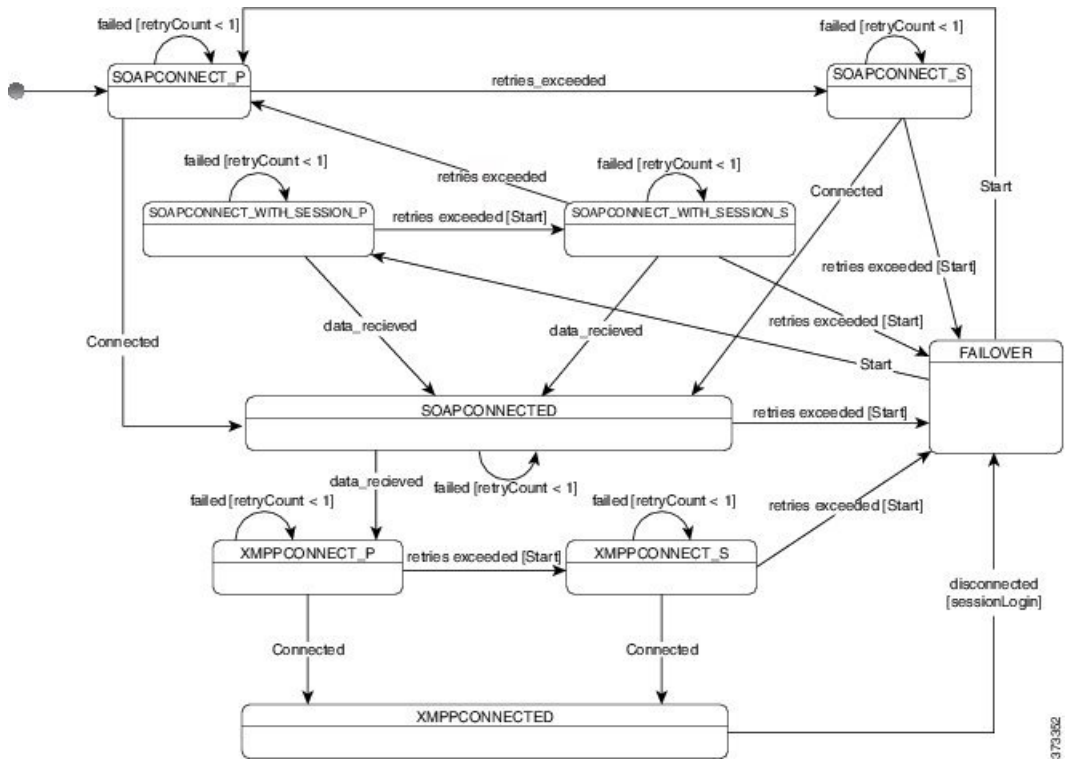 failed [retryCount < 1]
failed [retryCount < 1]
SOAPCONNECT_P
SOAPCONNECT_S
retries_exceeded
failed [retryCount < 1]
failed [retryCount < 1]
retries exceeded
Connected
Start
SOAPCONNECT_WITH_SESSION_P
retries exceeded [Start]
SOAPCONNECT_WITH_SESSION_S
retries exceeded [Start]
data_recieved
data_recieved
retries exceeded [Start]
Connected
FAILOVER
Start
SOAPCONNECTED
retries exceeded [Start]
data_recieved
failed [retryCount < 1]
failed [retryCount < 1]
failed [retryCount < 1]
retries exceeded [Start]
XMPPCONNECT_P
retries exceeded [Start]
XMPPCONNECT_S
disconnected
[sessionLogin]
Connected
Connected
XMPPCONNECTED
373352